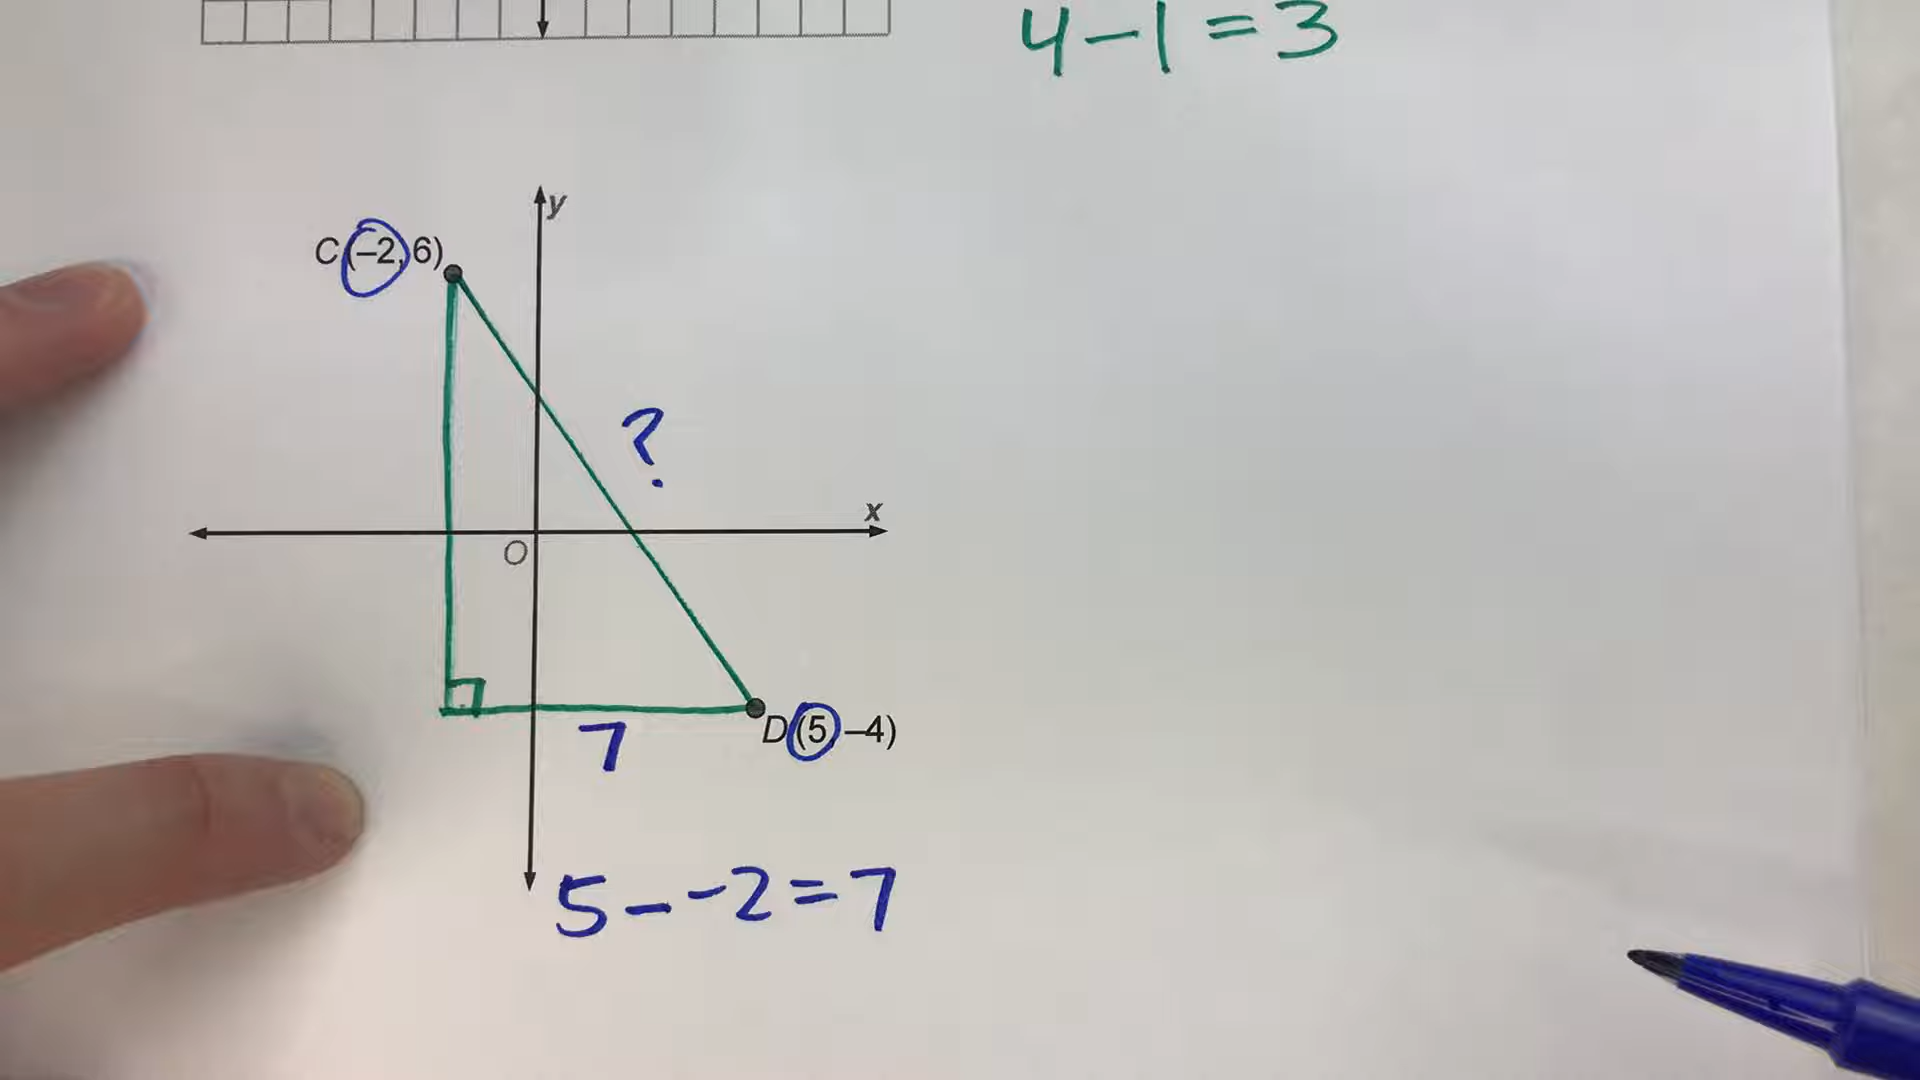 4-1=3
y
C(–2,6)
?
x
O
D(5 –4)
7
5--2=7